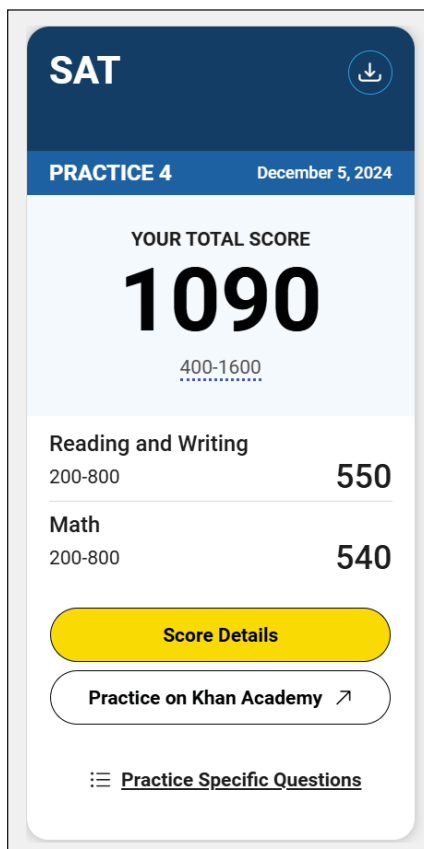 SAT
PRACTICE 4 December 5, 2024
YOUR TOTAL SCORE
1090
400-1600
Reading and Writing
200-800 550
Math
200-800 540
Score Details
Practice on Khan Academy
Practice Specific Questions